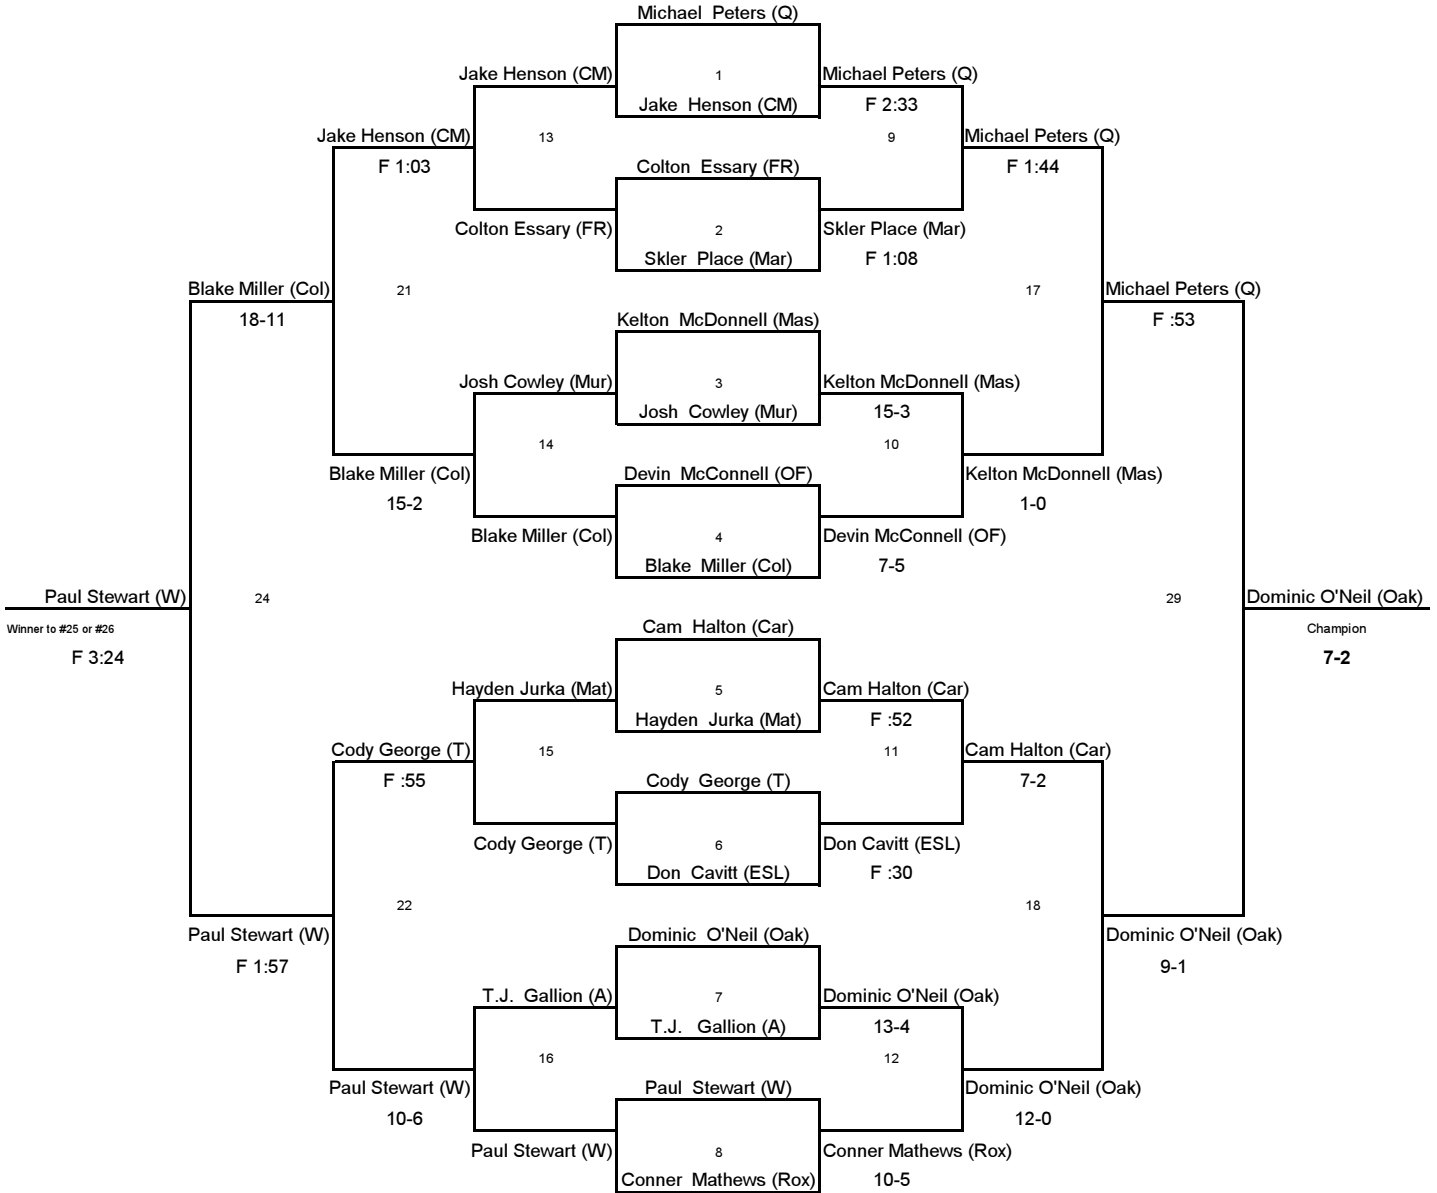 Michael Peters (Q)
Jake Henson (CM) 1 Michael Peters (Q)
Jake Henson (CM) F 2:33
Jake Henson (CM) 13 9 Michael Peters (Q)
F 1:03 Colton Essary (FR) F 1:44
Colton Essary (FR) 2 Skler Place (Mar)
Skler Place (Mar) F 1:08
Blake Miller (Col) 21 17 Michael Peters (Q)
18-11 Kelton McDonnell (Mas) F :53
Josh Cowley (Mur) 3 Kelton McDonnell (Mas)
Josh Cowley (Mur) 15-3
14 10
Blake Miller (Col) Devin McConnell (OF) Kelton McDonnell (Mas)
15-2 1-0
Blake Miller (Col) 4 Devin McConnell (OF)
Blake Miller (Col) 7-5
Paul Stewart (W) 24 29 Dominic O'Neil (Oak)
Winner to #25 or #26 Cam Halton (Car) Champion
F 3:24 7-2
Hayden Jurka (Mat) 5 Cam Halton (Car)
Hayden Jurka (Mat) F :52
Cody George (T) 15 11 Cam Halton (Car)
F :55 Cody George (T) 7-2
Cody George (T) 6 Don Cavitt (ESL)
Don Cavitt (ESL) F :30
22 18
Paul Stewart (W) Dominic O'Neil (Oak) Dominic O'Neil (Oak)
F 1:57 9-1
T.J. Gallion (A) 7 Dominic O'Neil (Oak)
T.J. Gallion (A) 13-4
16 12
Paul Stewart (W) Paul Stewart (W) Dominic O'Neil (Oak)
10-6 12-0
Paul Stewart (W) 8 Conner Mathews (Rox)
Conner Mathews (Rox) 10-5